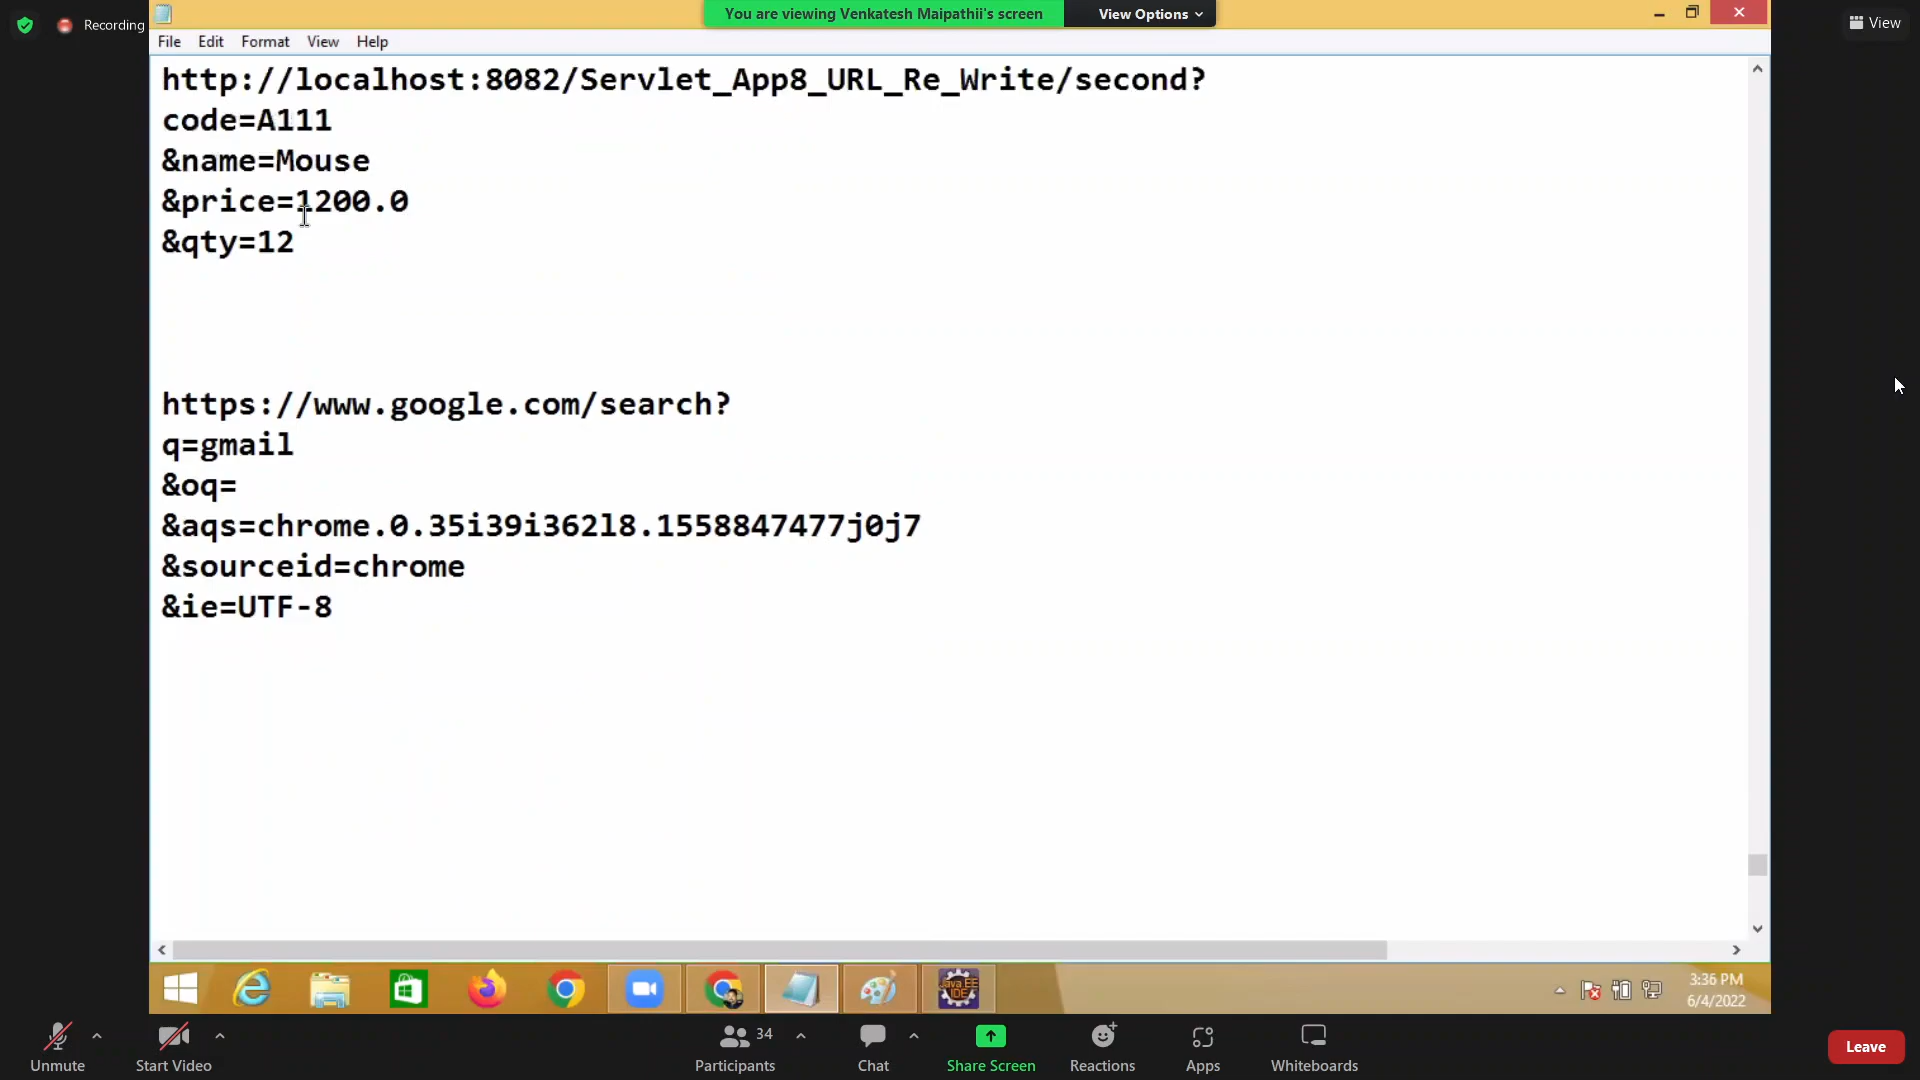 Recording
You are viewing Venkatesh Maipathii's screen
View Options
View
File Edit Format View Help
http://localhost:8082/Servlet_App8_URL_Re_Write/second?
code=A111
&name=Mouse
&price=1200.0
&qty=12
https://www.google.com/search?
q=gmail
&oq=
&aqs=chrome.0.35i39i362l8.1558847477j0j7
&sourceid=chrome
&ie=UTF-8
Java EE
IDE
3:36 PM
6/4/2022
34
Unmute
Start Video
Participants
Chat
Share Screen
Reactions
Apps
Whiteboards
Leave